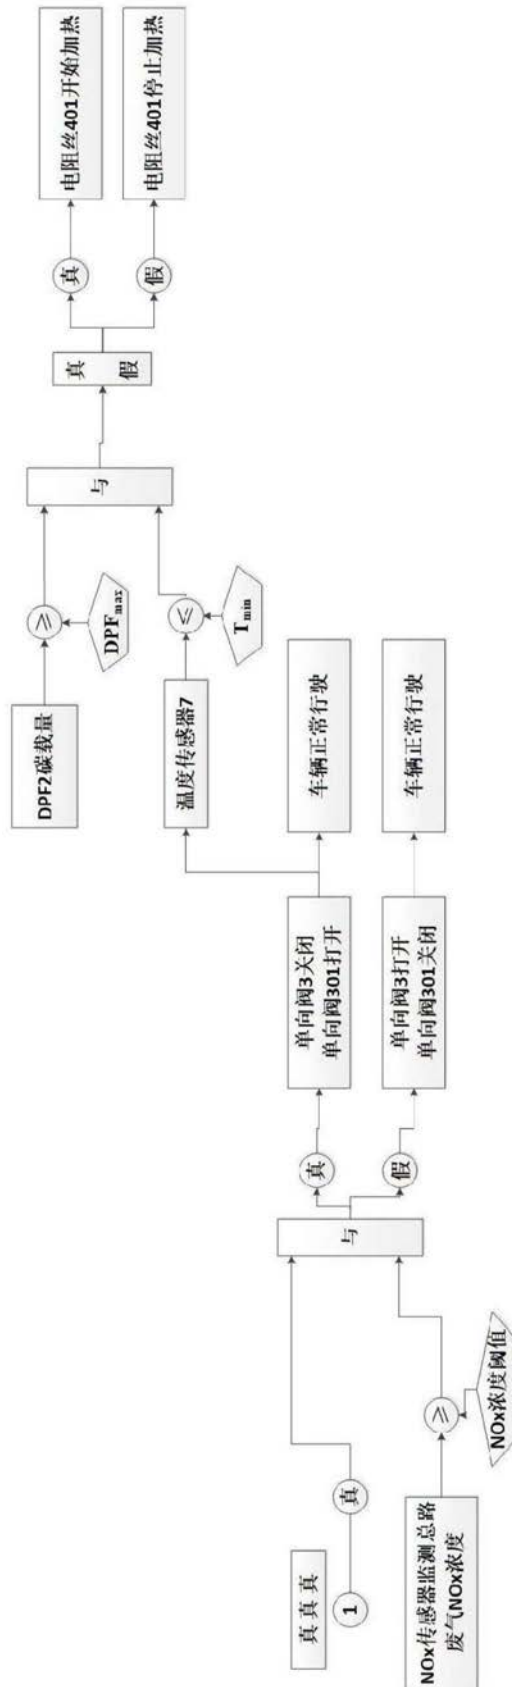 DPF2碳载量
≥
DPFmax
与
真
假
真
电阻丝401开始加热
假
电阻丝401停止加热
温度传感器7
≤
Tmin
真 真 真
1
真
与
真
单向阀3关闭
单向阀301打开
车辆正常行驶
假
单向阀3打开
单向阀301关闭
车辆正常行驶
NOx传感器监测总路
废气NOx浓度
≥
NOx浓度阈值